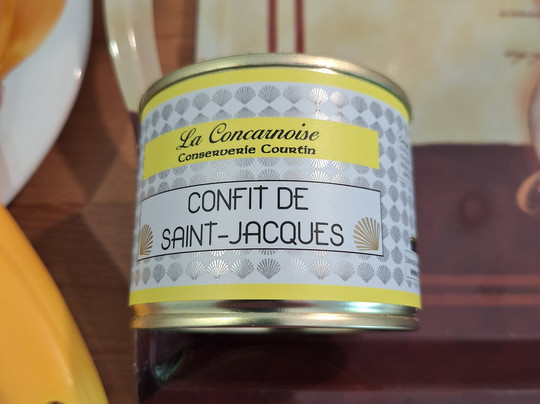 La Concarnoise
Conserverie Courtin
CONFIT DE
SAINT-JACQUES